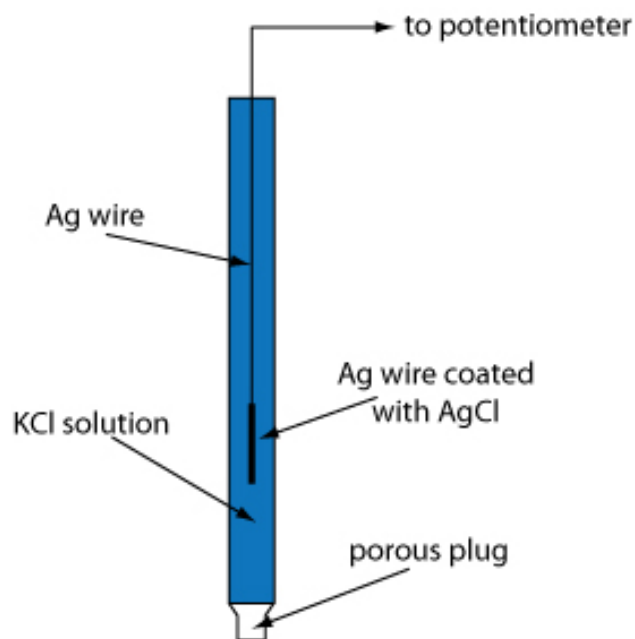 to potentiometer
Ag wire
Ag wire coated
with AgCl
KCl solution
porous plug